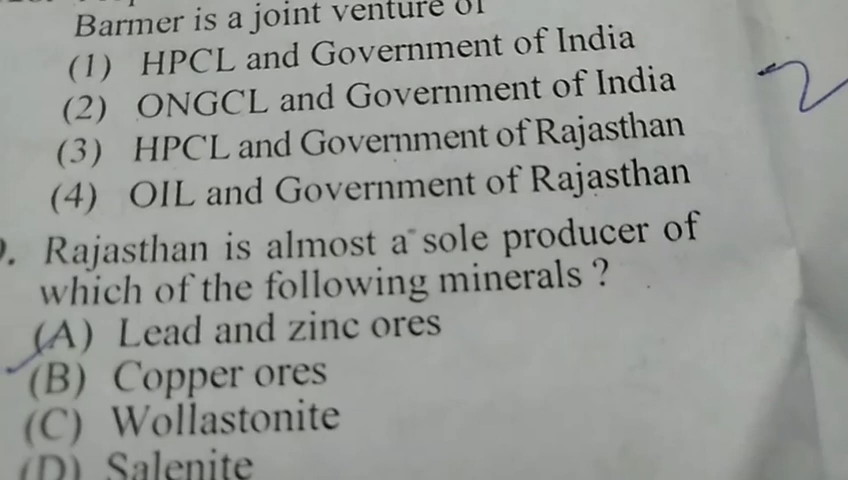 Barmer is a joint venture of
(1) HPCL and Government of India
(2) ONGCL and Government of India
(3) HPCL and Government of Rajasthan
(4) OIL and Government of Rajasthan
. Rajasthan is almost a sole producer of
which of the following minerals ?
(A) Lead and zinc ores
(B) Copper ores
(C) Wollastonite
(D) Salenite